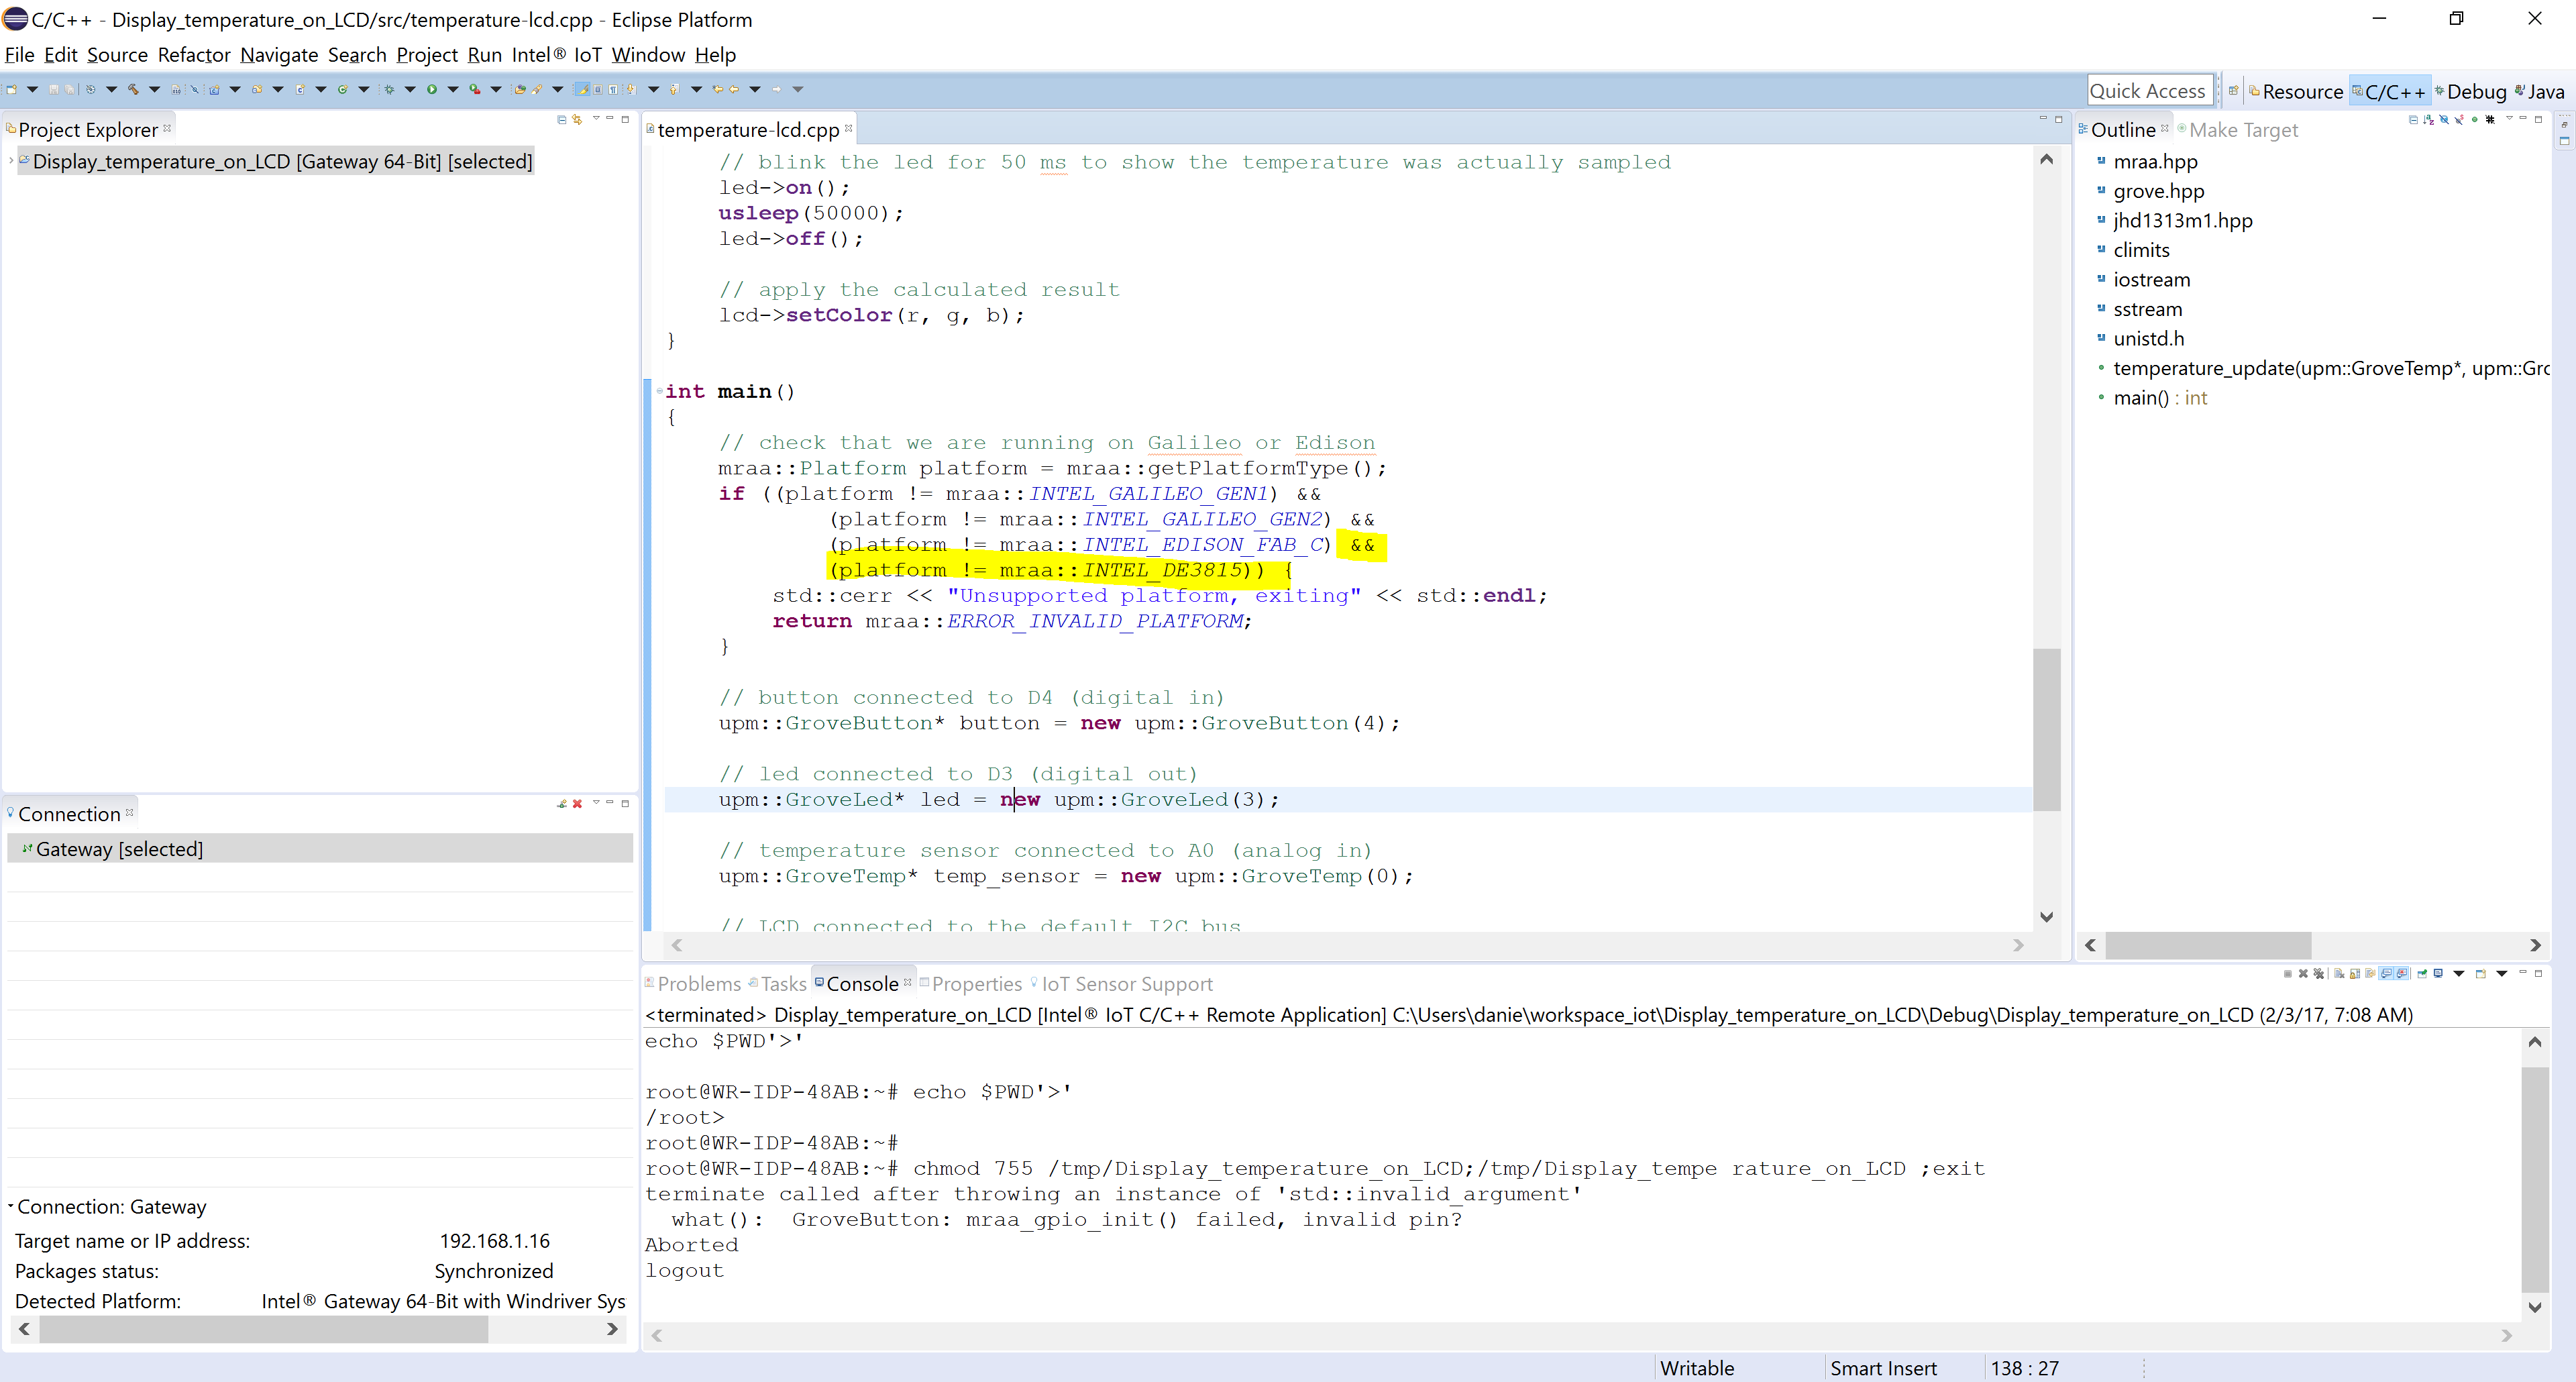 C/C++ - Display_temperature_on_LCD/src/temperature-lcd.cpp - Eclipse Platform
File Edit Source Refactor Navigate Search Project Run Intel® IoT Window Help
Quick Access Resource C/C++ Debug Java
Project Explorer
Display_temperature_on_LCD [Gateway 64-Bit] [selected]
temperature-lcd.cpp
// blink the led for 50 ms to show the temperature was actually sampled
led->on();
usleep(50000);
led->off();
// apply the calculated result
lcd->setColor(r, g, b);
}
int main()
{
// check that we are running on Galileo or Edison
mraa::Platform platform = mraa::getPlatformType();
if ((platform != mraa::INTEL_GALILEO_GEN1) &&
(platform != mraa::INTEL_GALILEO_GEN2) &&
(platform != mraa::INTEL_EDISON_FAB_C) &&
(platform != mraa::INTEL_DE3815)) {
std::cerr << "Unsupported platform, exiting" << std::endl;
return mraa::ERROR_INVALID_PLATFORM;
}
// button connected to D4 (digital in)
upm::GroveButton* button = new upm::GroveButton(4);
// led connected to D3 (digital out)
upm::GroveLed* led = new upm::GroveLed(3);
// temperature sensor connected to A0 (analog in)
upm::GroveTemp* temp_sensor = new upm::GroveTemp(0);
// LCD connected to the default I2C bus
Outline Make Target
mraa.hpp
grove.hpp
jhd1313m1.hpp
climits
iostream
sstream
unistd.h
temperature_update(upm::GroveTemp*, upm::Grc
main() : int
Connection
Gateway [selected]
Connection: Gateway
Target name or IP address: 192.168.1.16
Packages status: Synchronized
Detected Platform: Intel® Gateway 64-Bit with Windriver Sys
Problems Tasks Console Properties IoT Sensor Support
<terminated> Display_temperature_on_LCD [Intel® IoT C/C++ Remote Application] C:\Users\danie\workspace_iot\Display_temperature_on_LCD\Debug\Display_temperature_on_LCD (2/3/17, 7:08 AM)
echo $PWD'>'
root@WR-IDP-48AB:~# echo $PWD'>'
/root>
root@WR-IDP-48AB:~#
root@WR-IDP-48AB:~# chmod 755 /tmp/Display_temperature_on_LCD;/tmp/Display_tempe rature_on_LCD ;exit
terminate called after throwing an instance of 'std::invalid_argument'
what():  GroveButton: mraa_gpio_init() failed, invalid pin?
Aborted
logout
Writable Smart Insert 138 : 27